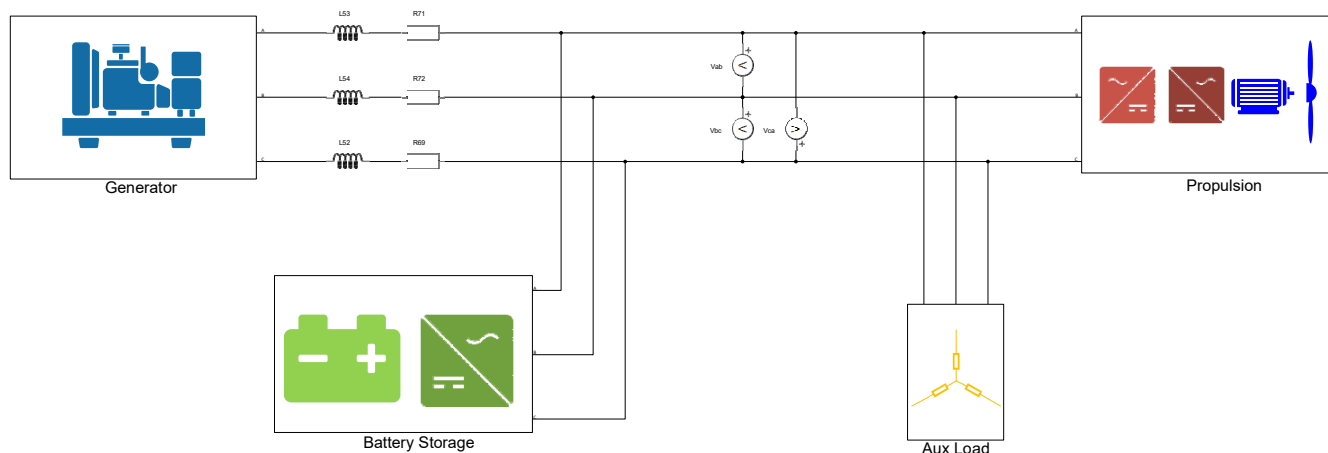 L53 R71
A A
Vab
L54 R72
B B
Vbc Vca
L52 R69
C C
Generator
Propulsion
A
B
C
Battery Storage
Aux Load